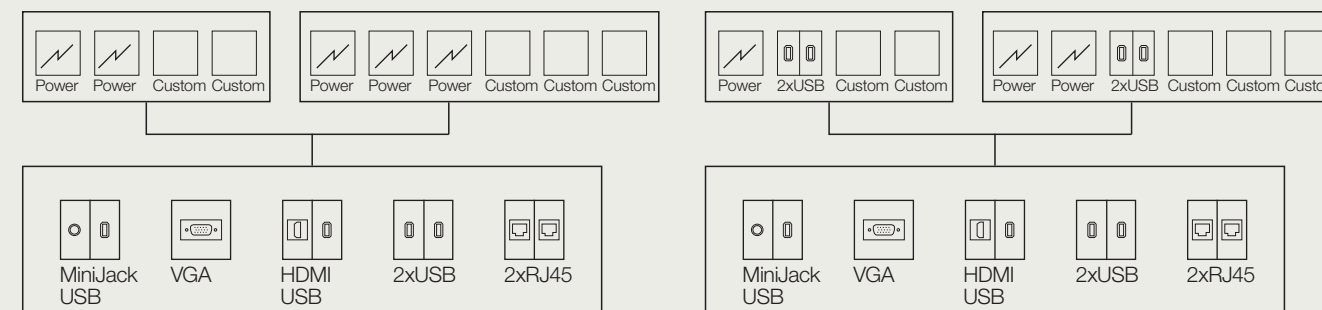 Power Power Custom Custom
Power Power Power Custom Custom Custom
Power 2xUSB Custom Custom
Power Power 2xUSB Custom Custom Custo
MiniJack
USB
VGA
HDMI
USB
2xUSB
2xRJ45
MiniJack
USB
VGA
HDMI
USB
2xUSB
2xRJ45